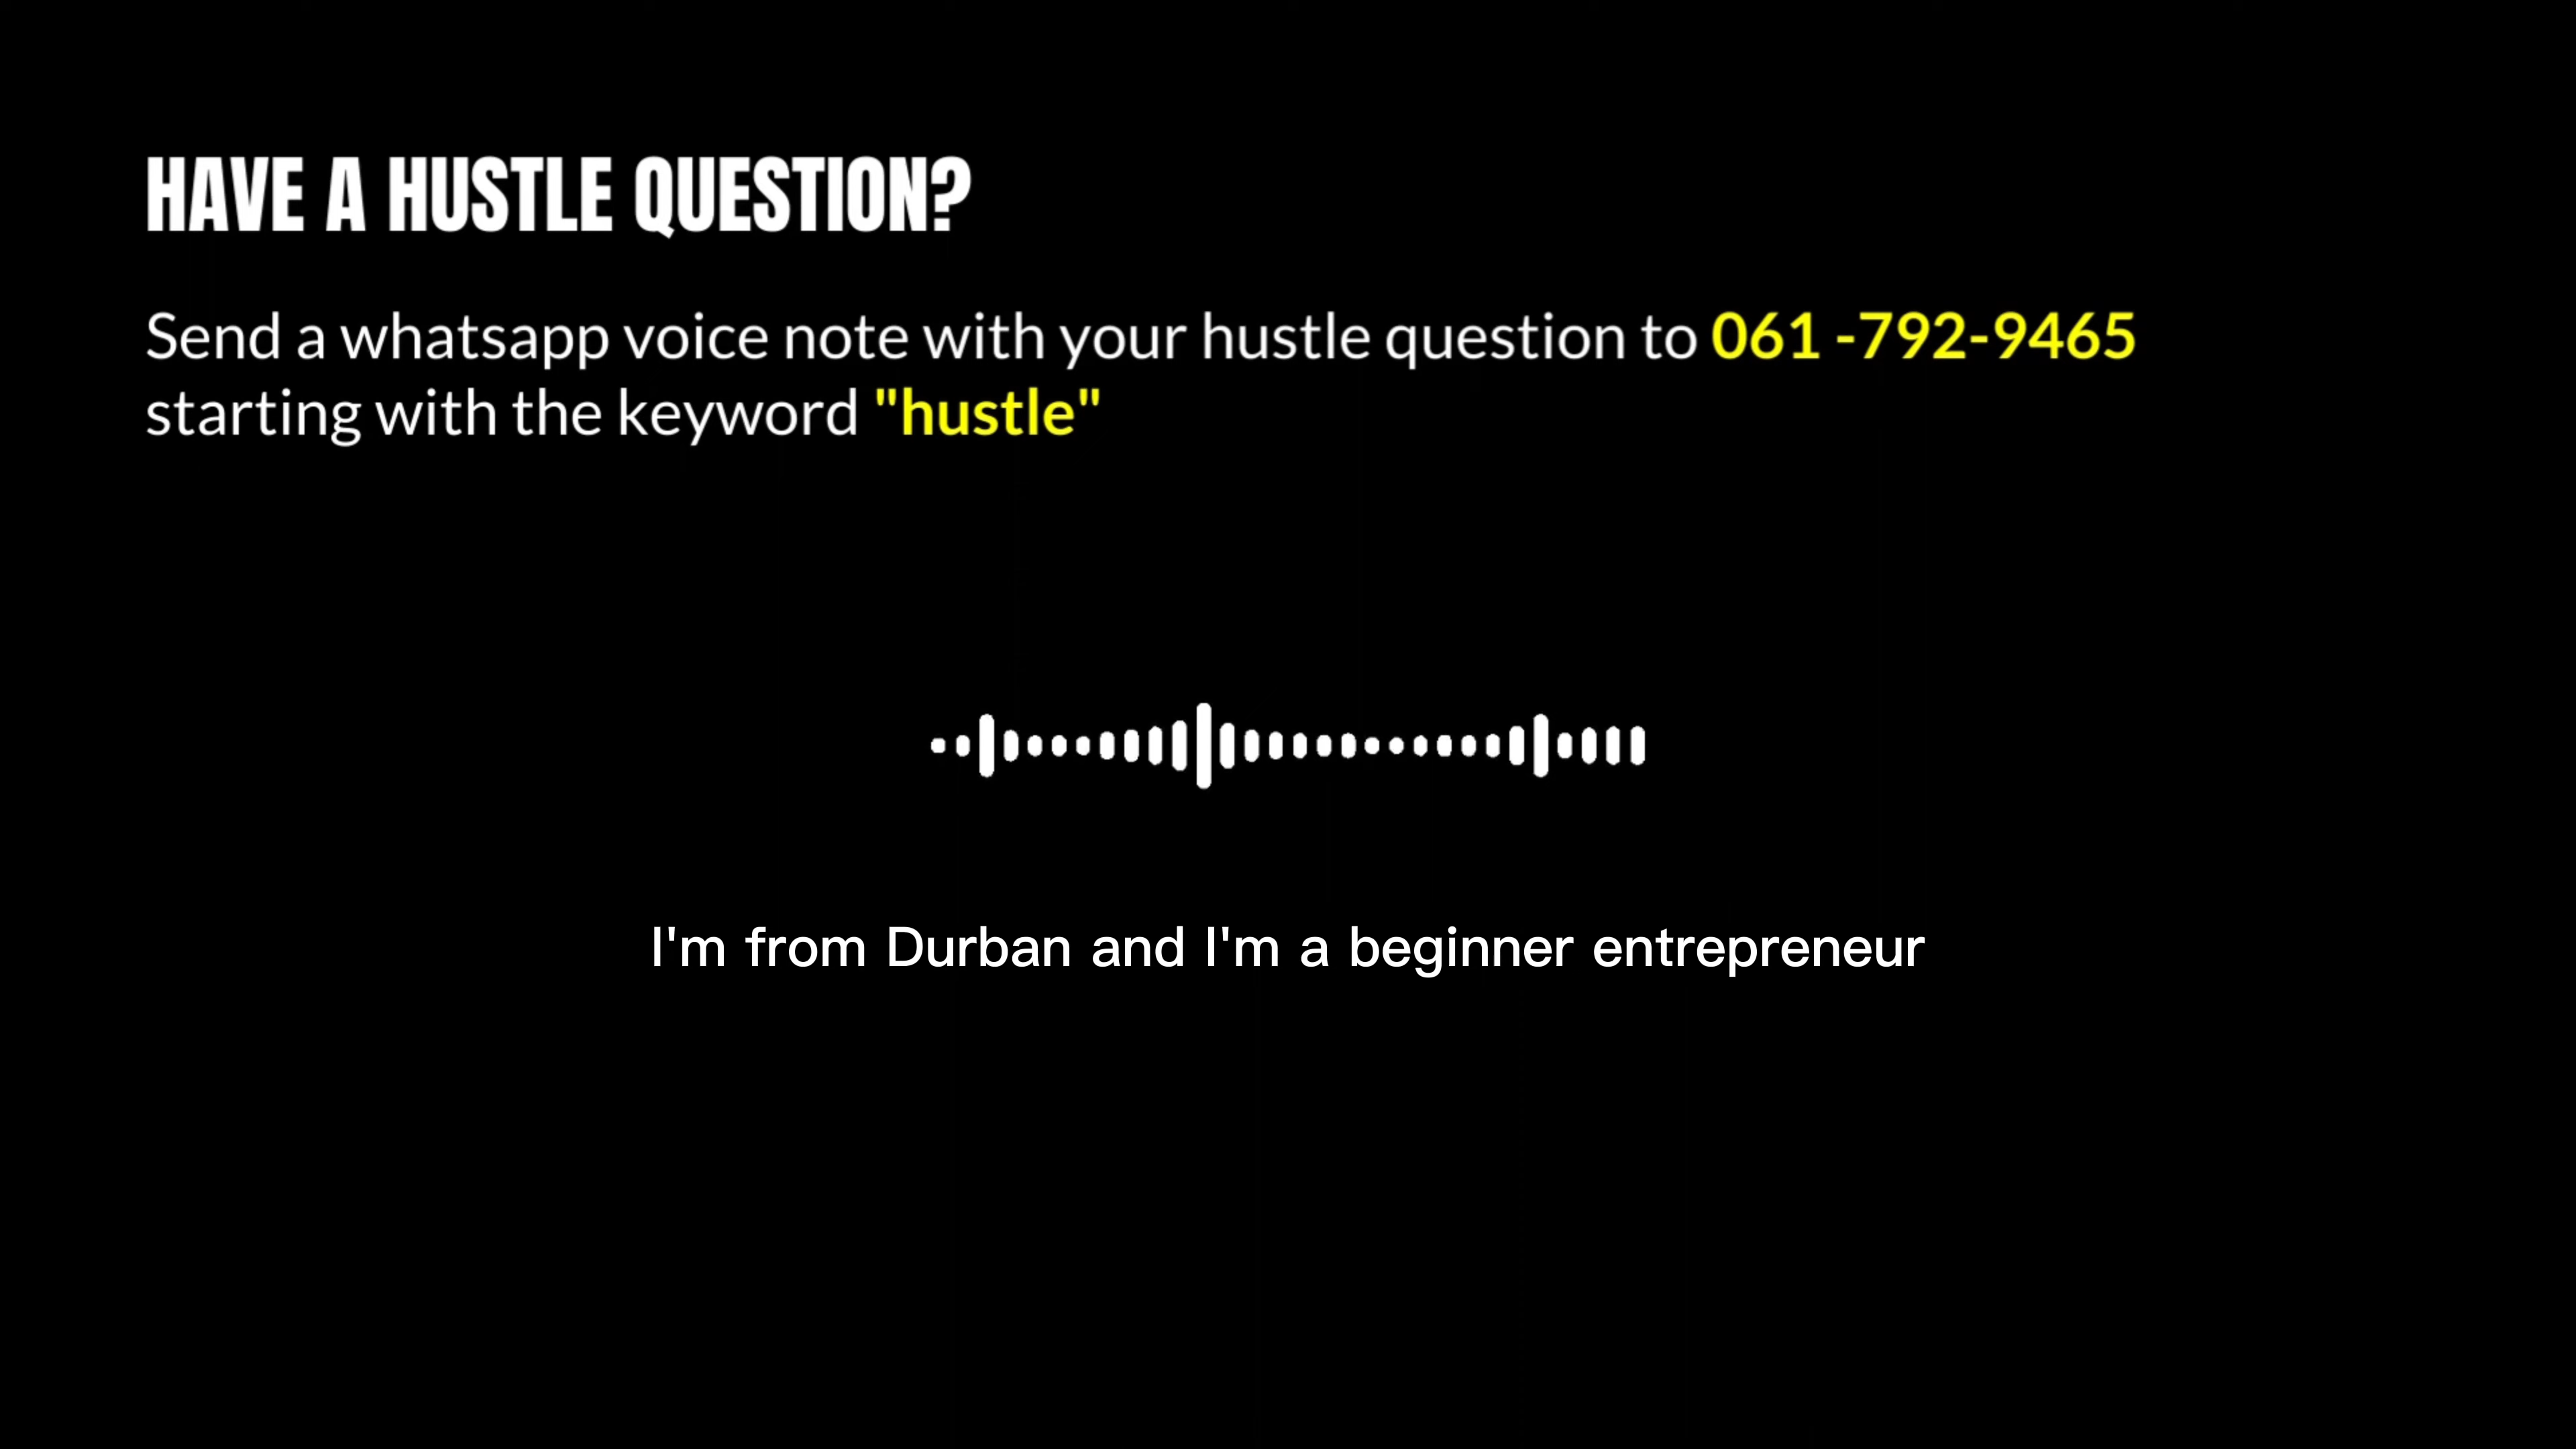 HAVE A HUSTLE QUESTION?
Send a whatsapp voice note with your hustle question to 061 -792-9465
starting with the keyword "hustle"
I'm from Durban and I'm a beginner entrepreneur